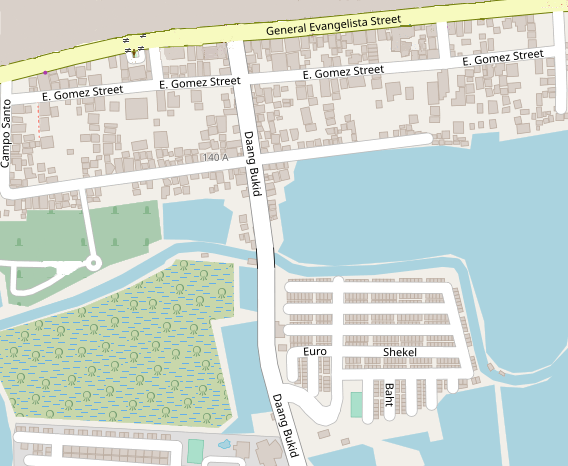 General Evangelista Street
E. Gomez Street
E. Gomez Street
E. Gomez Street
E. Gomez Street
Campo Santo
140 A
Daang Bukid
Euro
Shekel
Baht
Daang Bukid